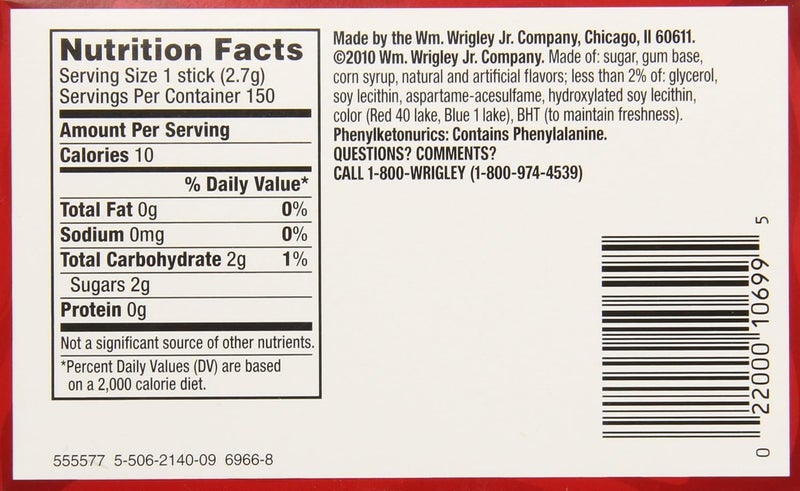 Nutrition Facts
Serving Size 1 stick (2.7g)
Servings Per Container 150
Amount Per Serving
Calories 10
% Daily Value*
Total Fat 0g 0%
Sodium 0mg 0%
Total Carbohydrate 2g 1%
Sugars 2g
Protein 0g
Not a significant source of other nutrients.
*Percent Daily Values (DV) are based
on a 2,000 calorie diet.
Made by the Wm. Wrigley Jr. Company, Chicago, Il 60611.
©2010 Wm. Wrigley Jr. Company. Made of: sugar, gum base,
corn syrup, natural and artificial flavors; less than 2% of: glycerol,
soy lecithin, aspartame-acesulfame, hydroxylated soy lecithin,
color (Red 40 lake, Blue 1 lake), BHT (to maintain freshness).
Phenylketonurics: Contains Phenylalanine.
QUESTIONS? COMMENTS?
CALL 1-800-WRIGLEY (1-800-974-4539)
0 22000 10699 5
555577 5-506-2140-09 6966-8